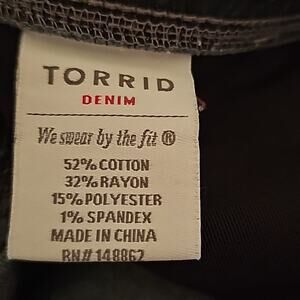 TORRID
DENIM
We swear by the fit ®
52% COTTON
32% RAYON
15% POLYESTER
1% SPANDEX
MADE IN CHINA
RN# 148862